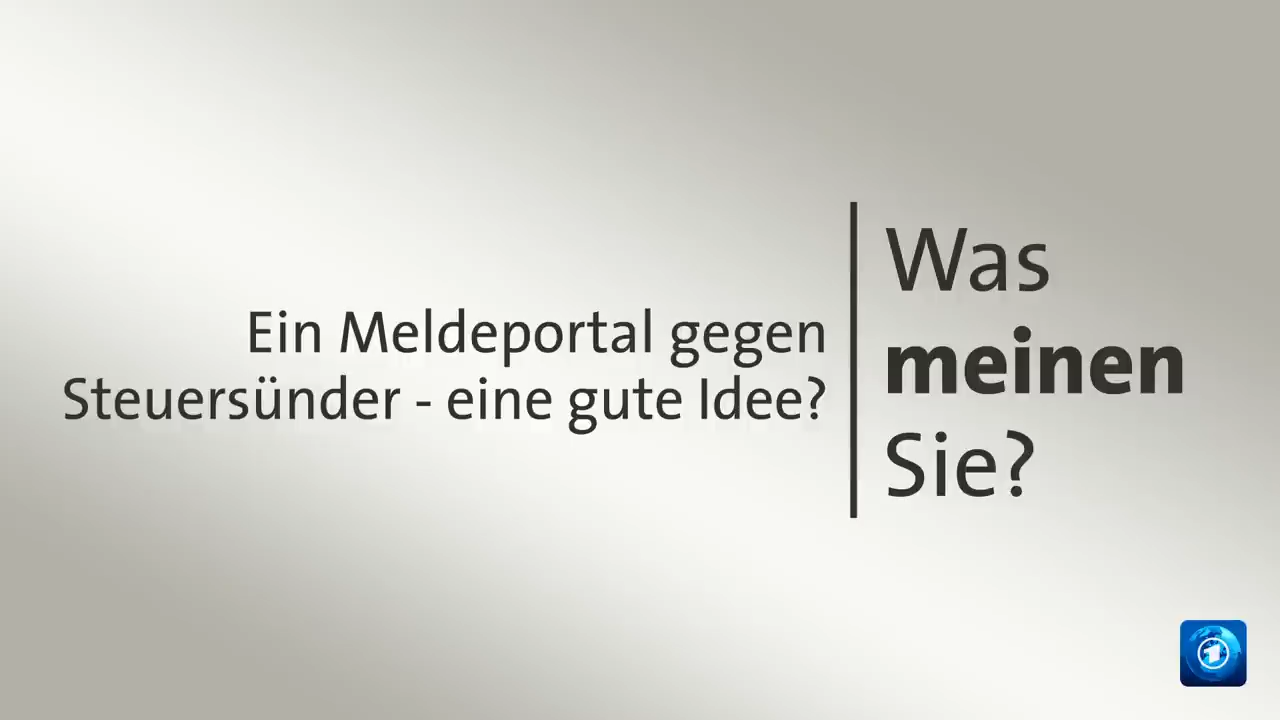 Ein Meldeportal gegen
Steuersünder - eine gute Idee?
Was
meinen
Sie?